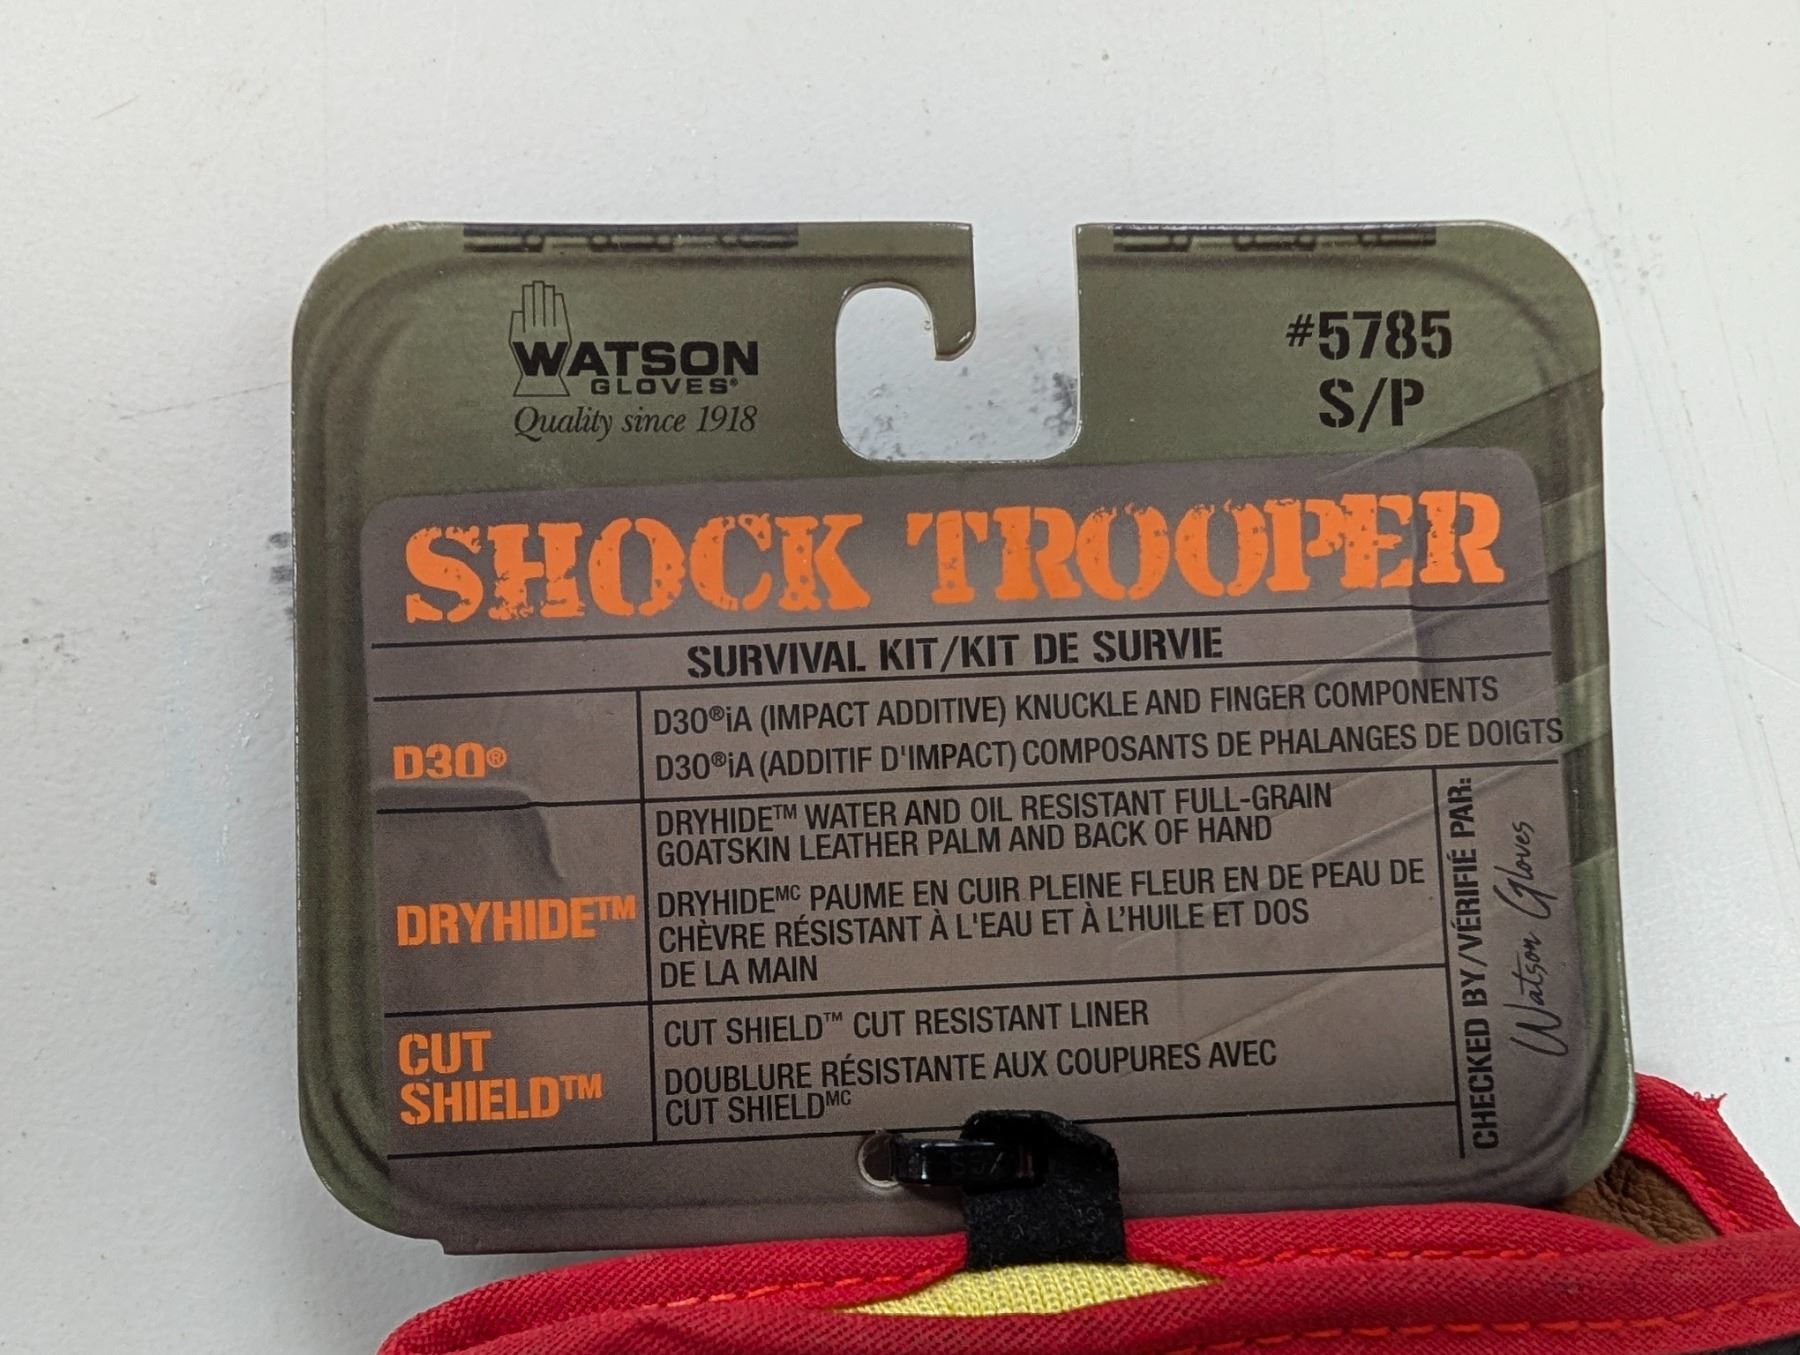 WATSON
GLOVES®
Quality since 1918
#5785
S/P
SHOCK TROOPER
SURVIVAL KIT/KIT DE SURVIE
D3O®
D3O®iA (IMPACT ADDITIVE) KNUCKLE AND FINGER COMPONENTS
D3O®iA (ADDITIF D'IMPACT) COMPOSANTS DE PHALANGES DE DOIGTS
DRYHIDE™
DRYHIDE™ WATER AND OIL RESISTANT FULL-GRAIN
GOATSKIN LEATHER PALM AND BACK OF HAND
DRYHIDEᴹᶜ PAUME EN CUIR PLEINE FLEUR EN DE PEAU DE
CHÈVRE RÉSISTANT À L'EAU ET À L'HUILE ET DOS
DE LA MAIN
CUT
SHIELD™
CUT SHIELD™ CUT RESISTANT LINER
DOUBLURE RÉSISTANTE AUX COUPURES AVEC
CUT SHIELDᴹᶜ
CHECKED BY/VÉRIFIÉ PAR:
Watson Gloves